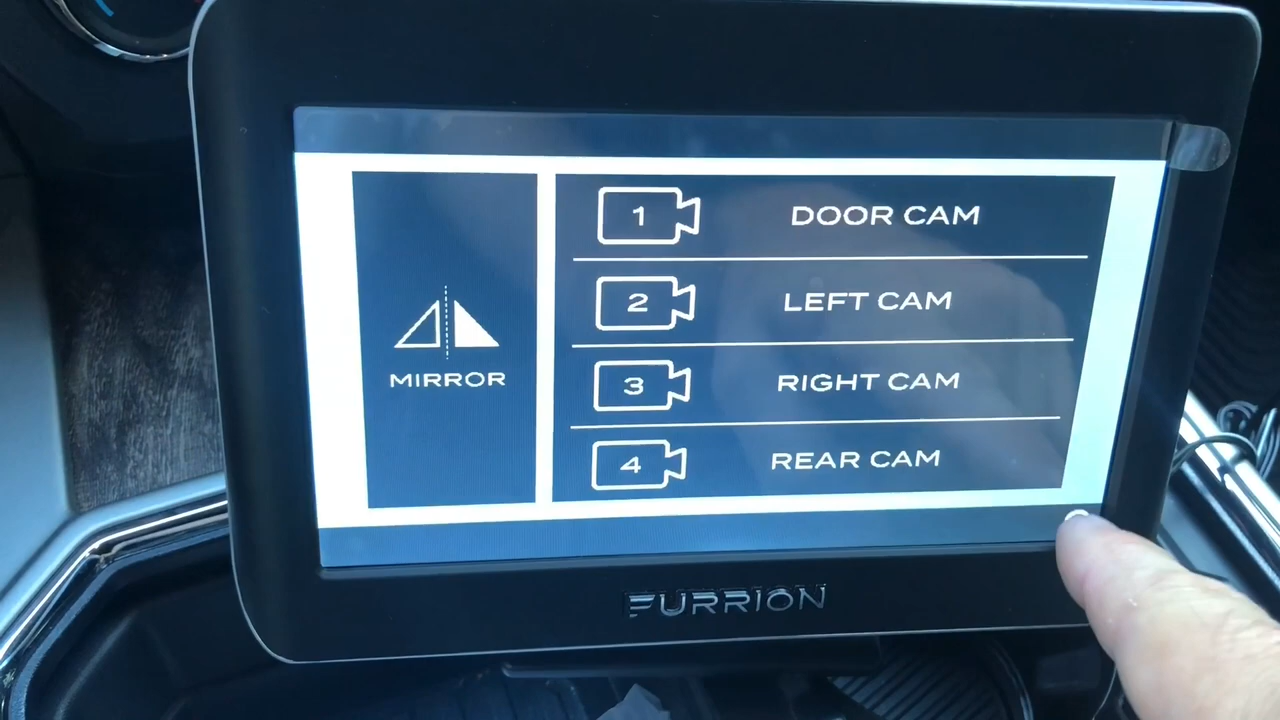 1 DOOR CAM
2 LEFT CAM
MIRROR
3 RIGHT CAM
4 REAR CAM
FURRION